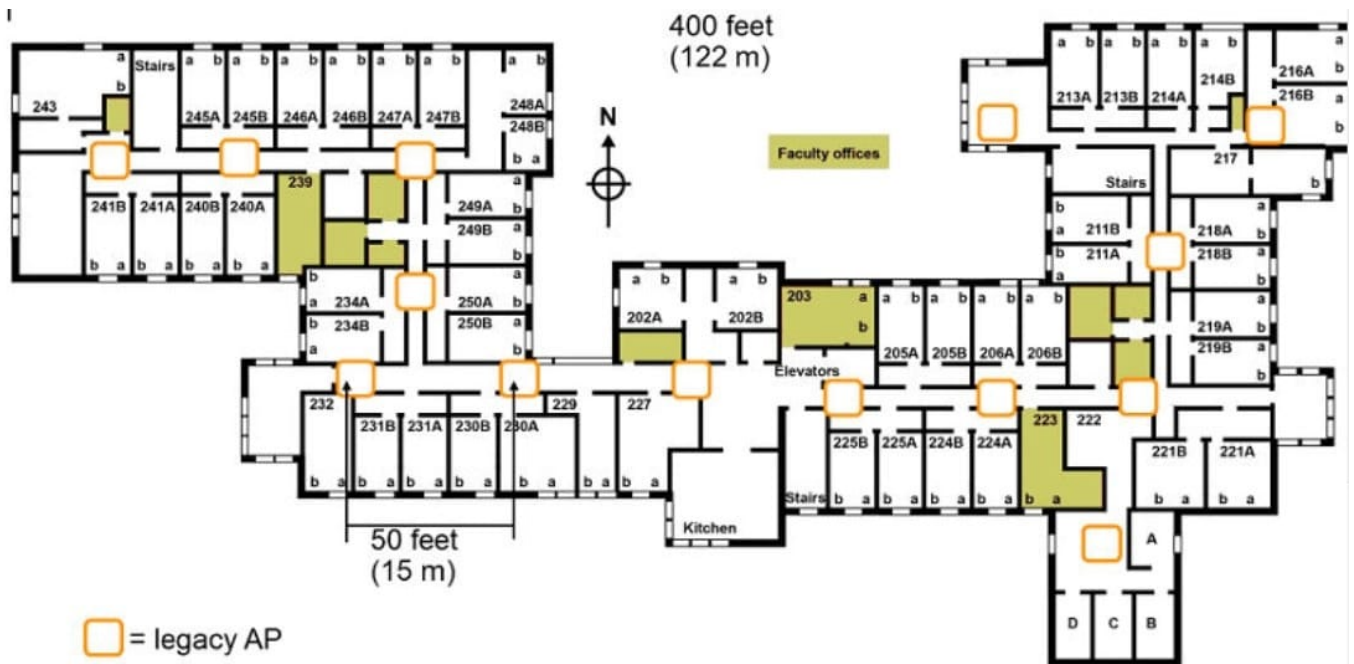 400 feet
(122 m)
N
Faculty offices
a
b
243
Stairs
a b a b a b a b a b a b
245A 245B 246A 246B 247A 247B
a b
248A
248B
b a
239
241B 241A 240B 240A
b a b a b a b a
249A a
b
249B a
b
250A a
b
250B a
b
b
a 234A
b 234B
a
232
231B 231A 230B 230A
229
227
b a b a b a b a b a b a b a
50 feet
(15 m)
a b
202A
a b
202B
203 a
b
Elevators
Kitchen
Stairs
a b a b a b a b
205A 205B 206A 206B
225B 225A 224B 224A
b a b a b a b a
223
b a
222
a b a b a b a b
213A 213B 214A 214B
a
216A b
216B a
b
217
b
Stairs
b
a 211B
b 211A
a
218A a
b
218B a
b
219A a
b
219B a
b
221B 221A
b a b a
A
D C B
= legacy AP